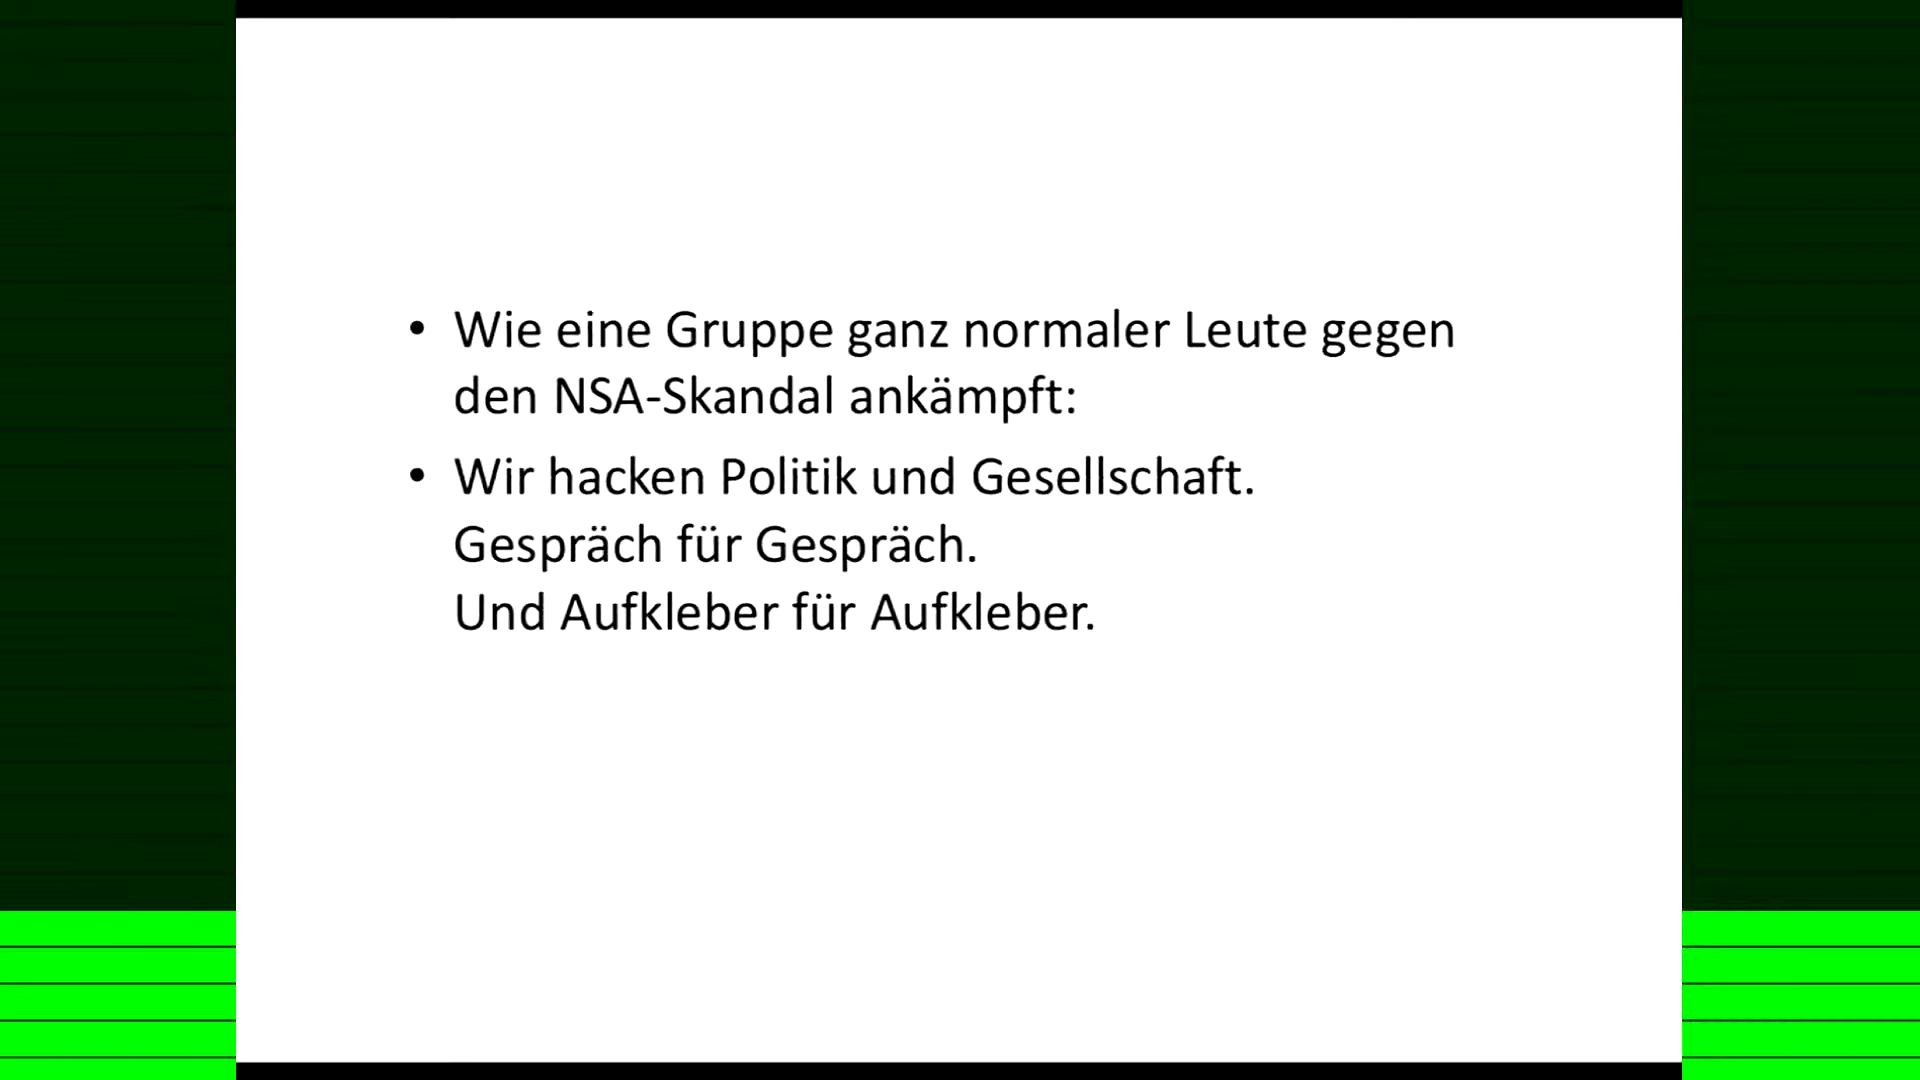 • Wie eine Gruppe ganz normaler Leute gegen
den NSA-Skandal ankämpft:
• Wir hacken Politik und Gesellschaft.
Gespräch für Gespräch.
Und Aufkleber für Aufkleber.